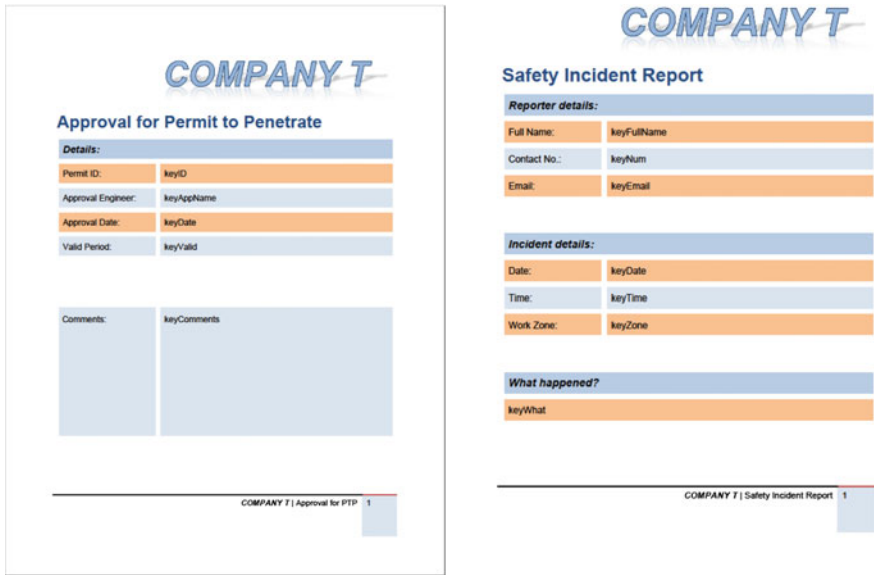 COMPANY T
Approval for Permit to Penetrate
Details:
Permit ID: keyID
Approval Engineer: keyAppName
Approval Date: keyDate
Valid Period: keyValid
Comments: keyComments
COMPANY T | Approval for PTP 1
COMPANY T
Safety Incident Report
Reporter details:
Full Name: keyFullName
Contact No.: keyNum
Email: keyEmail
Incident details:
Date: keyDate
Time: keyTime
Work Zone: keyZone
What happened?
keyWhat
COMPANY T | Safety Incident Report 1